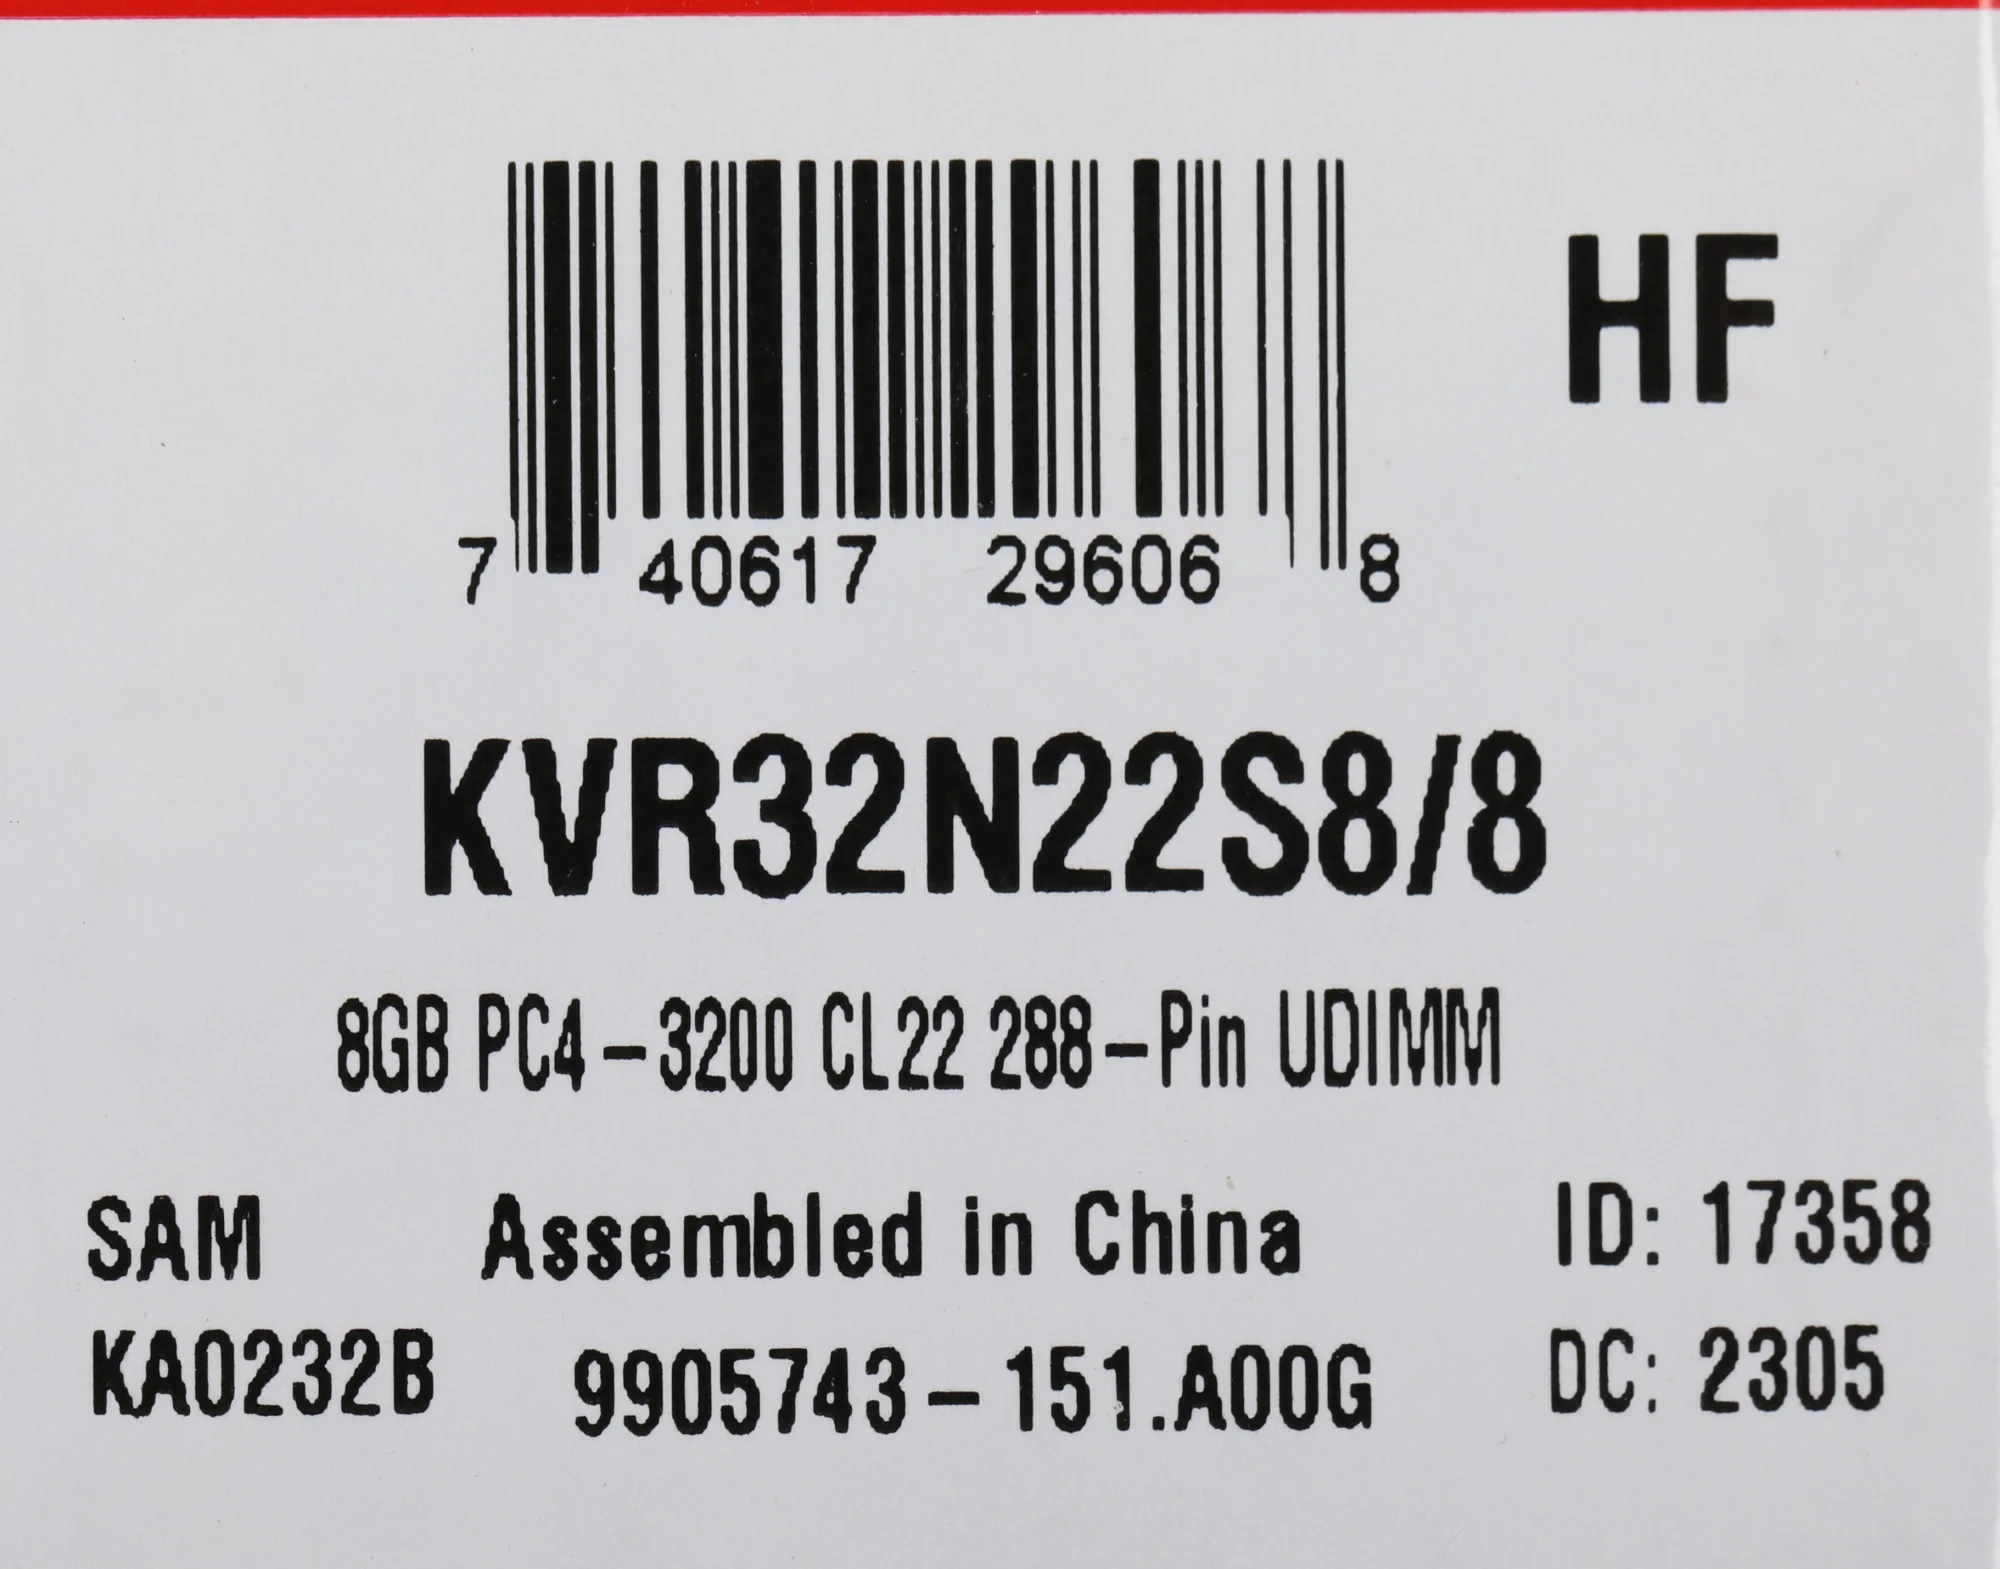 HF
7 40617 29606 8
KVR32N22S8/8
8GB PC4-3200 CL22 288-Pin UDIMM
SAM Assembled in China ID: 17358
KA0232B 9905743-151.A00G DC: 2305